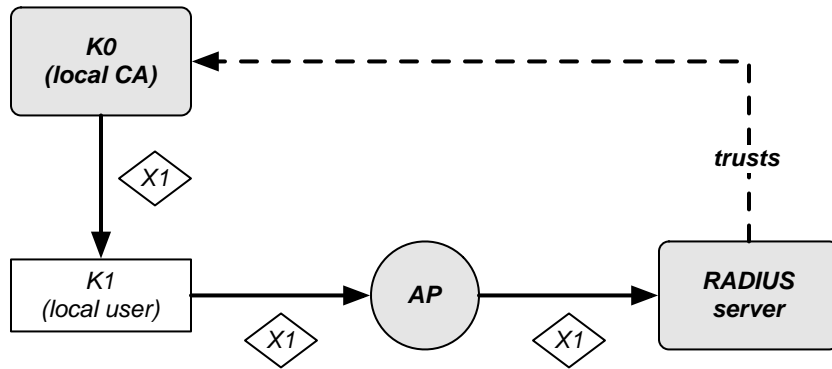 K0
(local CA)
X1
trusts
K1
(local user)
AP
RADIUS
server
X1
X1